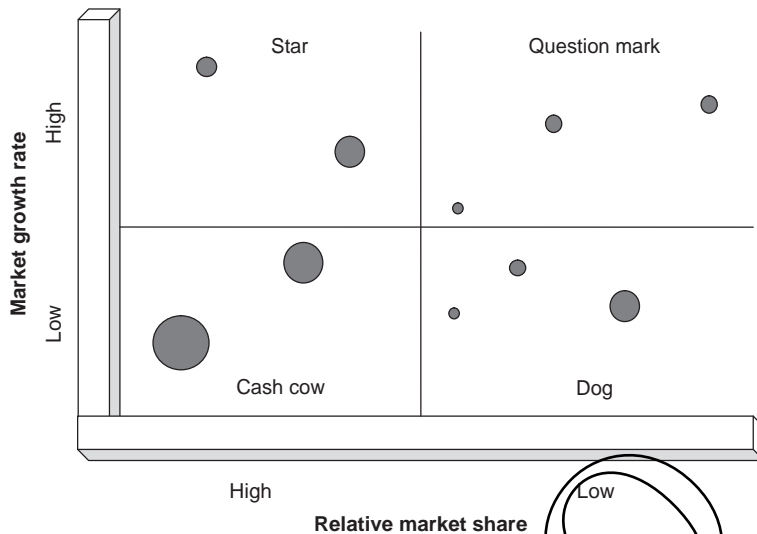 Star
Question mark
High
Market growth rate
Low
Cash cow
Dog
High
Low
Relative market share